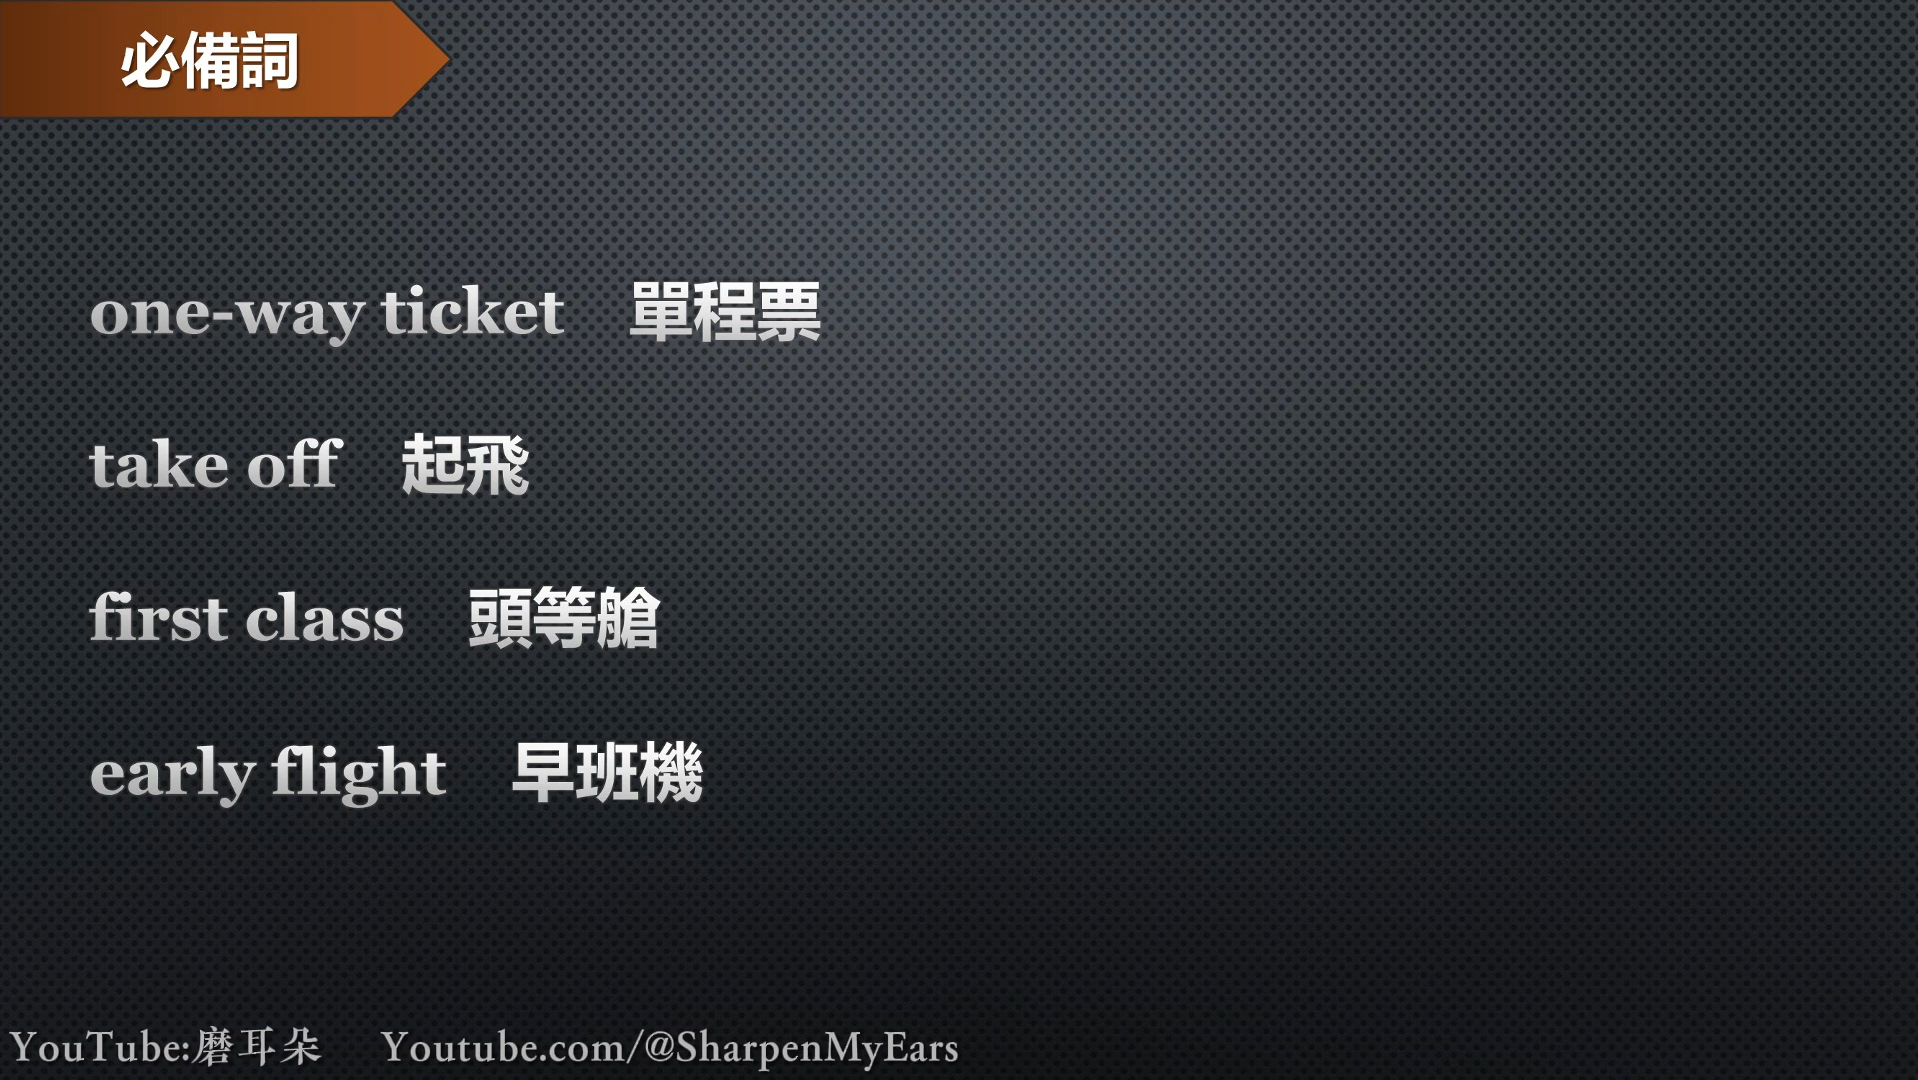 必備詞
one-way ticket 單程票
take off 起飛
first class 頭等艙
early flight 早班機
YouTube:磨耳朵 Youtube.com/@SharpenMyEars